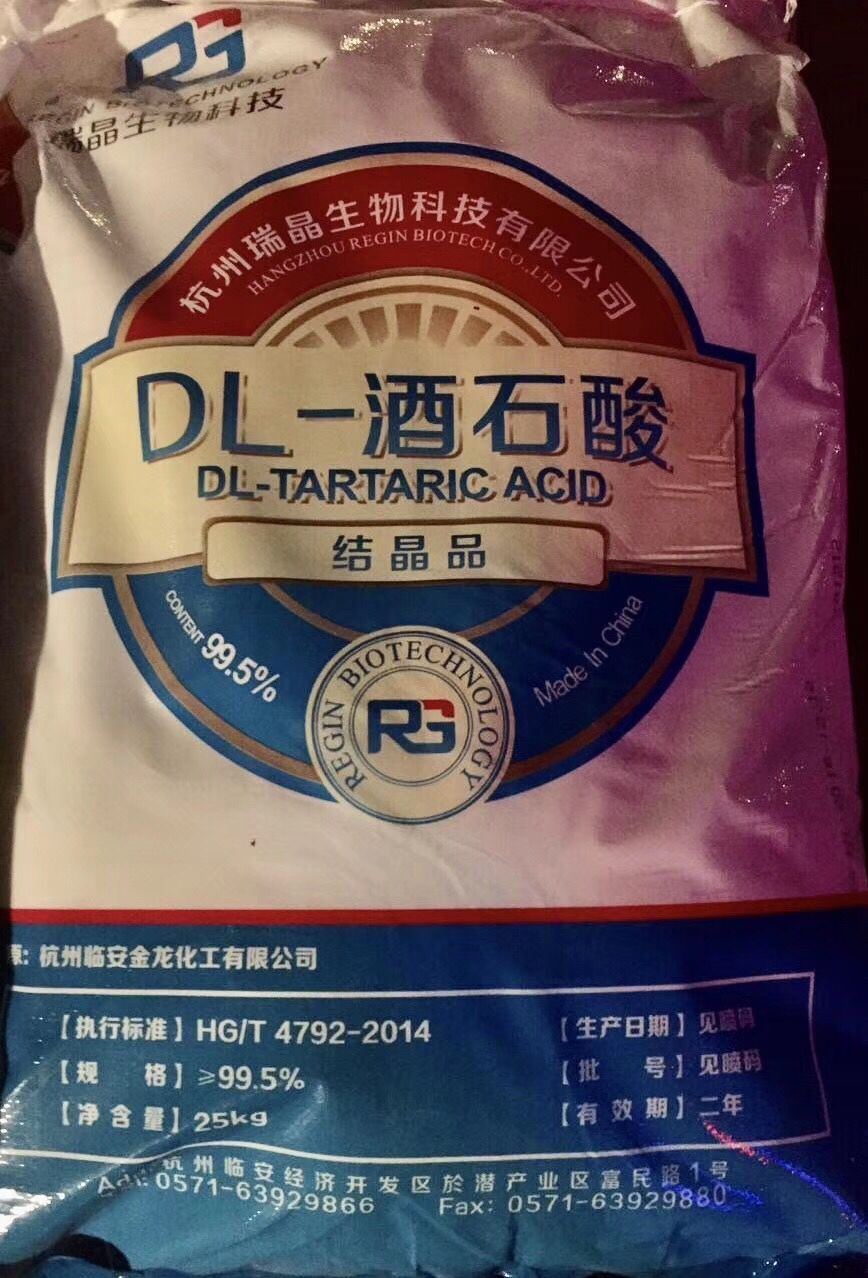 RG
REGIN BIOTECHNOLOGY
瑞晶生物科技
杭州瑞晶生物科技有限公司
HANGZHOU REGIN BIOTECH CO.,LTD.
DL-酒石酸
DL-TARTARIC ACID
结晶品
CONTENT 99.5%
Made In China
REGIN BIOTECHNOLOGY
RG
源: 杭州临安金龙化工有限公司
【执行标准】HG/T 4792-2014
【生产日期】见喷码
【规 格】≥99.5%
【批 号】见喷码
【净含量】25kg
【有效期】二年
Add: 杭州临安经济开发区於潜产业区富民路1号
0571-63929866 Fax: 0571-63929880